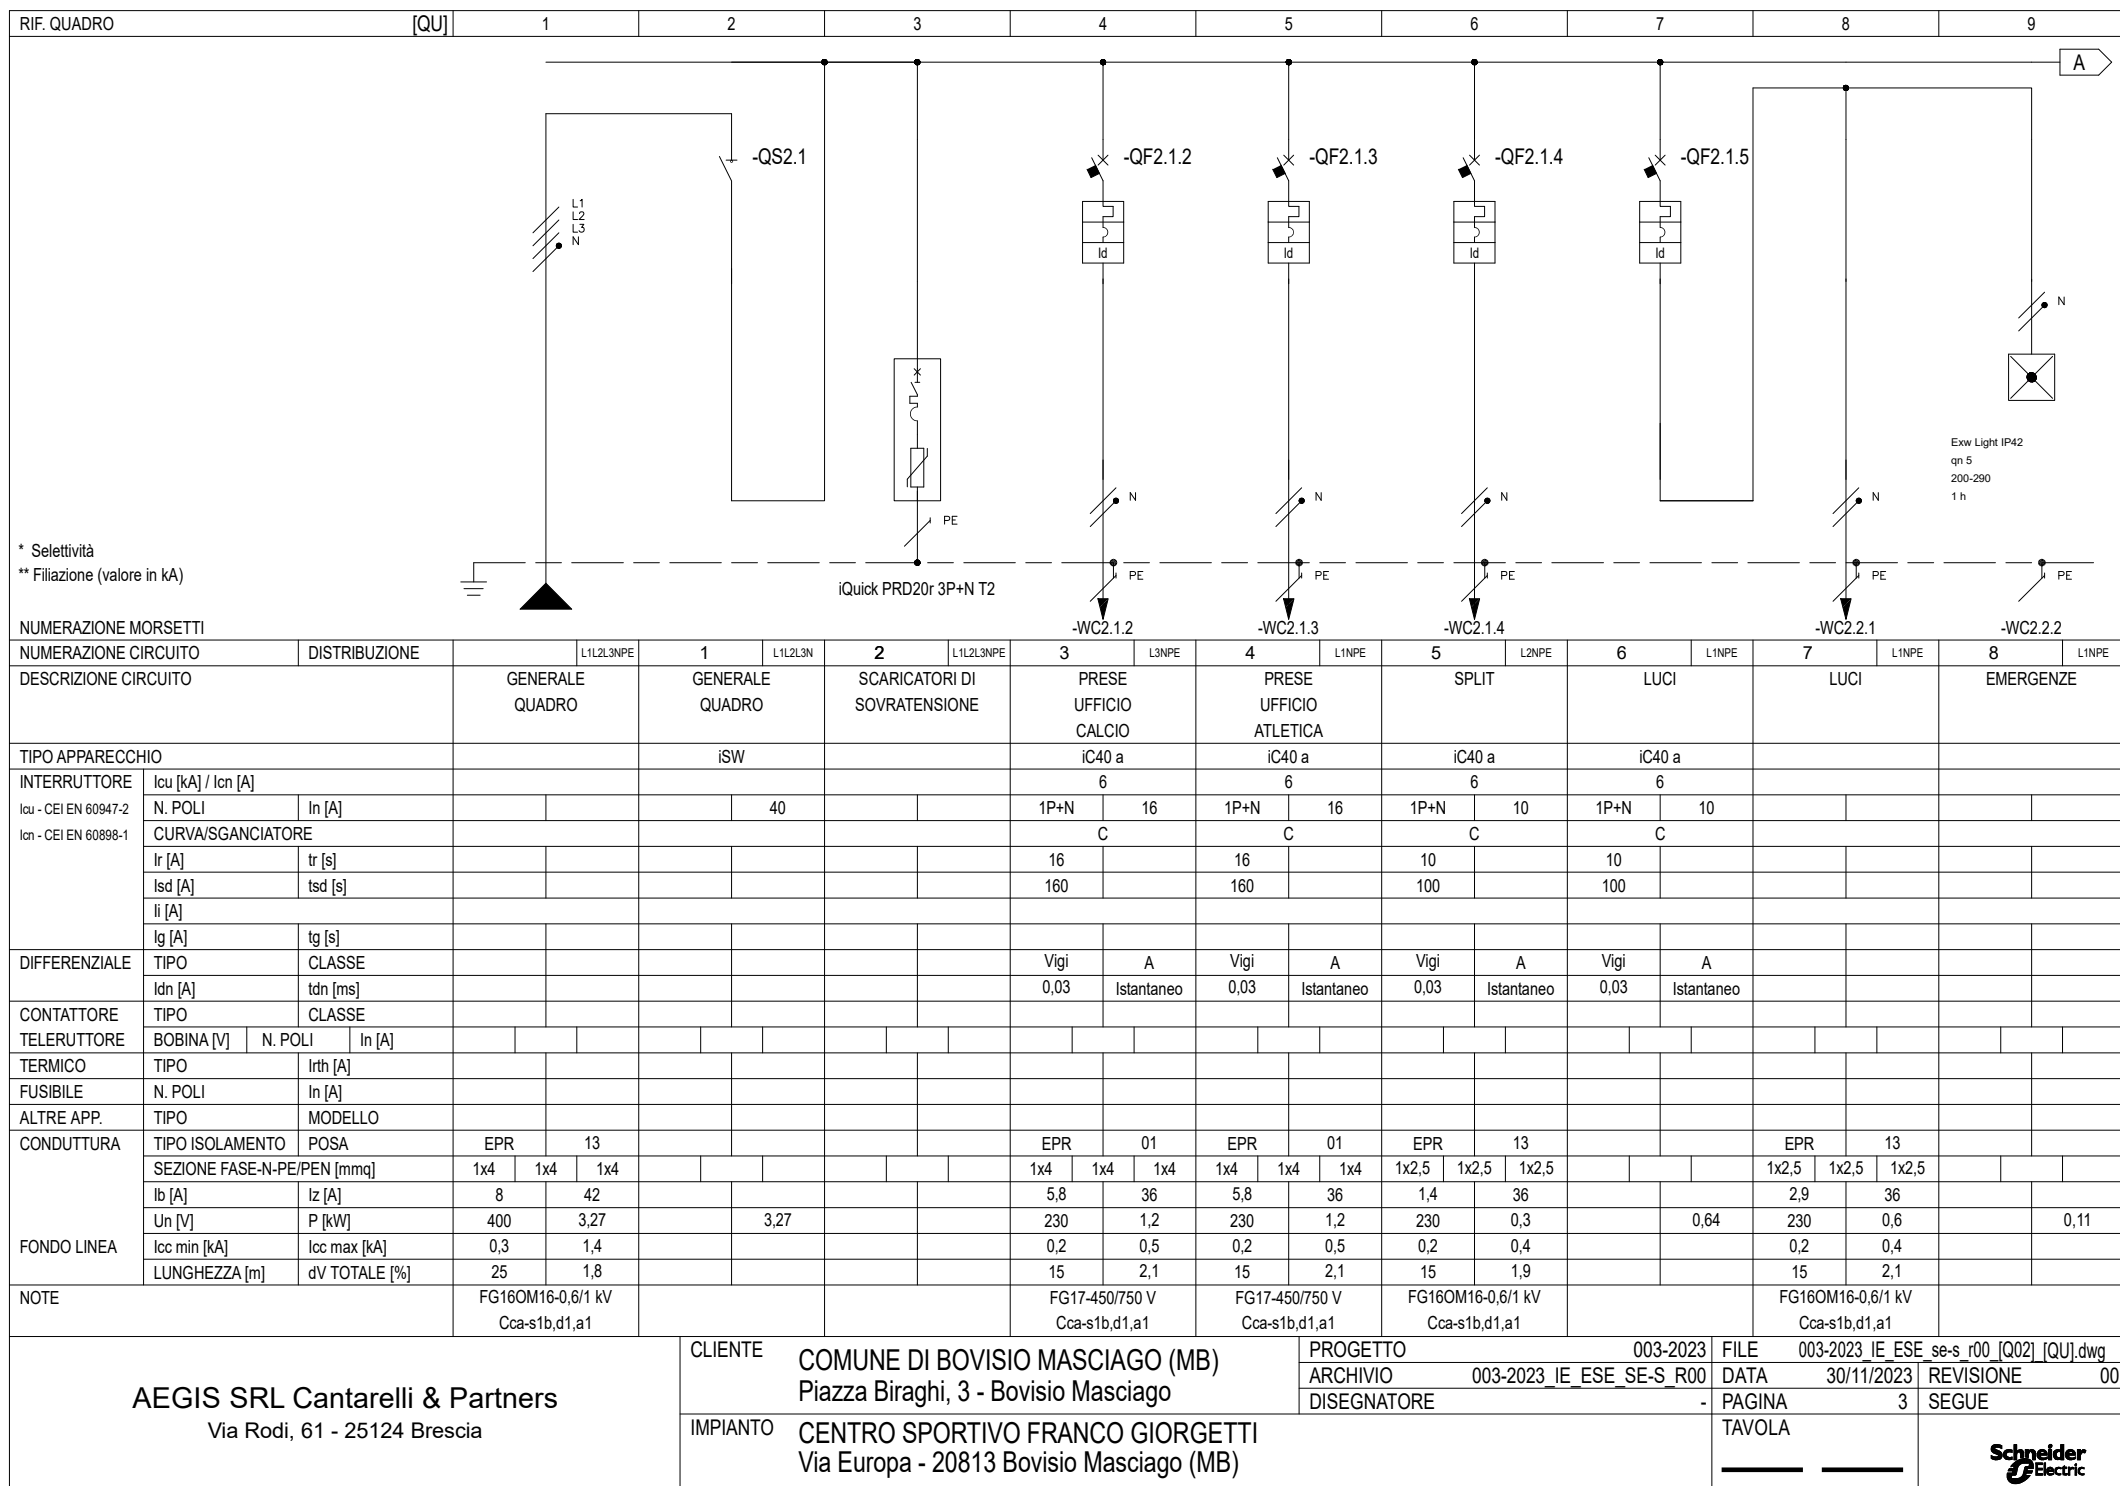 RIF. QUADRO [QU] 1 2 3 4 5 6 7 8 9
A
-QS2.1 -QF2.1.2 -QF2.1.3 -QF2.1.4 -QF2.1.5
L1
L2
L3
N
Id Id Id Id
N
Exw Light IP42
qn 5
200-290
1 h
N N N N
PE
* Selettività
** Filiazione (valore in kA)
iQuick PRD20r 3P+N T2
PE PE PE PE PE
NUMERAZIONE MORSETTI -WC2.1.2 -WC2.1.3 -WC2.1.4 -WC2.2.1 -WC2.2.2
NUMERAZIONE CIRCUITO DISTRIBUZIONE L1L2L3NPE 1 L1L2L3N 2 L1L2L3NPE 3 L3NPE 4 L1NPE 5 L2NPE 6 L1NPE 7 L1NPE 8 L1NPE
DESCRIZIONE CIRCUITO GENERALE GENERALE SCARICATORI DI PRESE PRESE SPLIT LUCI LUCI EMERGENZE
QUADRO QUADRO SOVRATENSIONE UFFICIO UFFICIO
CALCIO ATLETICA
TIPO APPARECCHIO iSW iC40 a iC40 a iC40 a iC40 a
INTERRUTTORE Icu [kA] / Icn [A] 6 6 6 6
Icu - CEI EN 60947-2 N. POLI In [A] 40 1P+N 16 1P+N 16 1P+N 10 1P+N 10
Icn - CEI EN 60898-1 CURVA/SGANCIATORE C C C C
Ir [A] tr [s] 16 16 10 10
Isd [A] tsd [s] 160 160 100 100
Ii [A]
Ig [A] tg [s]
DIFFERENZIALE TIPO CLASSE Vigi A Vigi A Vigi A Vigi A
Idn [A] tdn [ms] 0,03 Istantaneo 0,03 Istantaneo 0,03 Istantaneo 0,03 Istantaneo
CONTATTORE TIPO CLASSE
TELERUTTORE BOBINA [V] N. POLI In [A]
TERMICO TIPO Irth [A]
FUSIBILE N. POLI In [A]
ALTRE APP. TIPO MODELLO
CONDUTTURA TIPO ISOLAMENTO POSA EPR 13 EPR 01 EPR 01 EPR 13 EPR 13
SEZIONE FASE-N-PE/PEN [mmq] 1x4 1x4 1x4 1x4 1x4 1x4 1x4 1x4 1x4 1x2,5 1x2,5 1x2,5 1x2,5 1x2,5 1x2,5
Ib [A] Iz [A] 8 42 5,8 36 5,8 36 1,4 36 2,9 36
Un [V] P [kW] 400 3,27 3,27 230 1,2 230 1,2 230 0,3 0,64 230 0,6 0,11
FONDO LINEA Icc min [kA] Icc max [kA] 0,3 1,4 0,2 0,5 0,2 0,5 0,2 0,4 0,2 0,4
LUNGHEZZA [m] dV TOTALE [%] 25 1,8 15 2,1 15 2,1 15 1,9 15 2,1
NOTE FG16OM16-0,6/1 kV FG17-450/750 V FG17-450/750 V FG16OM16-0,6/1 kV FG16OM16-0,6/1 kV
Cca-s1b,d1,a1 Cca-s1b,d1,a1 Cca-s1b,d1,a1 Cca-s1b,d1,a1 Cca-s1b,d1,a1
AEGIS SRL Cantarelli & Partners
Via Rodi, 61 - 25124 Brescia
CLIENTE COMUNE DI BOVISIO MASCIAGO (MB)
Piazza Biraghi, 3 - Bovisio Masciago
IMPIANTO CENTRO SPORTIVO FRANCO GIORGETTI
Via Europa - 20813 Bovisio Masciago (MB)
PROGETTO 003-2023 FILE 003-2023_IE_ESE_se-s_r00_[Q02]_[QU].dwg
ARCHIVIO 003-2023_IE_ESE_SE-S_R00 DATA 30/11/2023 REVISIONE 00
DISEGNATORE - PAGINA 3 SEGUE
TAVOLA
Schneider
Electric